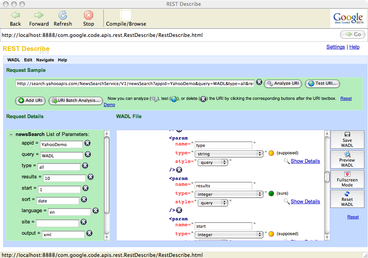 REST Describe
Back Forward Refresh Stop Compile/Browse
Google
http://localhost:8888/com.google.code.apis.rest.RestDescribe/RestDescribe.html Go
REST Describe
Settings | Help
WADL Edit Navigate Help
Request Sample
http://search.yahooapis.com/NewsSearchService/V1/newsSearch?appid=YahooDemo&query=WADL&type=all&re
Analyze URI Test URI...
Add URI URI Batch Analysis... Now you can analyze ( ), test ( ), or delete ( ) the URI by clicking the corresponding buttons after the URI textbox. Reset
Demo
Request Details WADL File
newsSearch List of Parameters:
appid = YahooDemo
query = WADL
type = all
results = 10
start = 1
sort = date
language = en
site =
output = xml
<param
name=" type "
type=" string " (supposed)
style=" query " Show Details
/>
<param
name=" results "
type=" integer " (sure)
style=" query " Show Details
/>
<param
name=" start "
type=" integer " (supposed)
Save
WADL
Preview
WADL
Fullscreen
Mode
Reset
WADL
Reset
http://localhost:8888/com.google.code.apis.rest.RestDescribe/RestDescribe.html